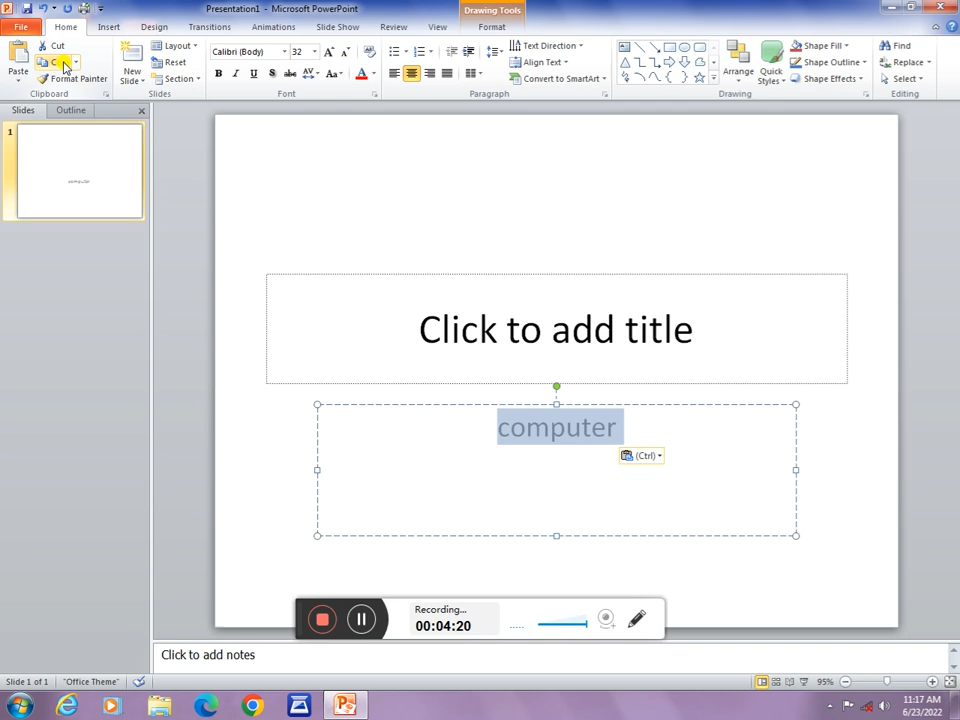 Presentation1 - Microsoft PowerPoint
Drawing Tools
File Home Insert Design Transitions Animations Slide Show Review View Format
Cut
Format Painter
Paste
Clipboard
New Slide
Layout
Reset
Section
Slides
Calibri (Body) 32
B I U S abc AV Aa A
Font
Text Direction
Align Text
Convert to SmartArt
Paragraph
Arrange
Quick Styles
Shape Fill
Shape Outline
Shape Effects
Drawing
Find
Replace
Select
Editing
Slides Outline
1
computer
Click to add title
computer
(Ctrl)
Recording...
00:04:20
Click to add notes
Slide 1 of 1 "Office Theme" 95%
11:17 AM
6/23/2022